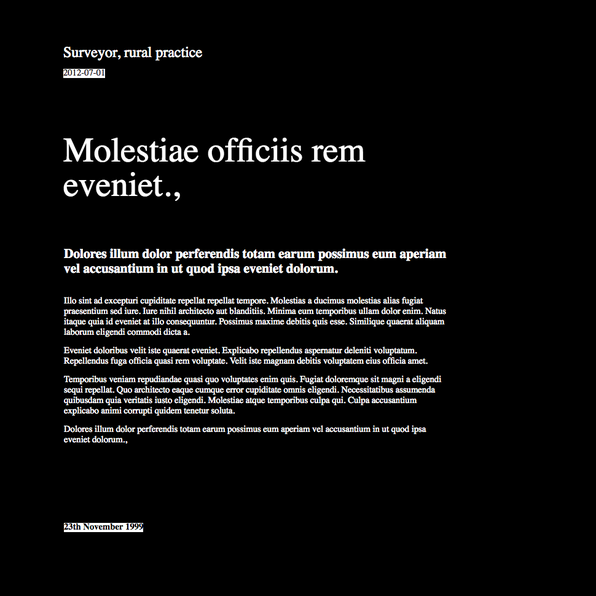 Surveyor, rural practice
2012-07-01
Molestiae officiis rem
eveniet.,
Dolores illum dolor perferendis totam earum possimus eum aperiam
vel accusantium in ut quod ipsa eveniet dolorum.
Illo sint ad excepturi cupiditate repellat repellat tempore. Molestias a ducimus molestias alias fugiat
praesentium sed iure. Iure nihil architecto aut blanditiis. Minima eum temporibus ullam dolor enim. Natus
itaque quia id eveniet at illo consequuntur. Possimus maxime debitis quis esse. Similique quaerat aliquam
laborum eligendi commodi dicta a.
Eveniet doloribus velit iste quaerat eveniet. Explicabo repellendus aspernatur deleniti voluptatum.
Repellendus fuga officia quasi rem voluptate. Velit iste magnam debitis voluptatem eius officia amet.
Temporibus veniam repudiandae quasi quo voluptates enim quis. Fugiat doloremque sit magni a eligendi
sequi repellat. Quo architecto eaque cumque error cupiditate omnis eligendi. Necessitatibus assumenda
quibusdam quia veritatis iusto eligendi. Molestiae atque temporibus culpa qui. Culpa accusantium
explicabo animi corrupti quidem tenetur soluta.
Dolores illum dolor perferendis totam earum possimus eum aperiam vel accusantium in ut quod ipsa
eveniet dolorum.,
23th November 1999